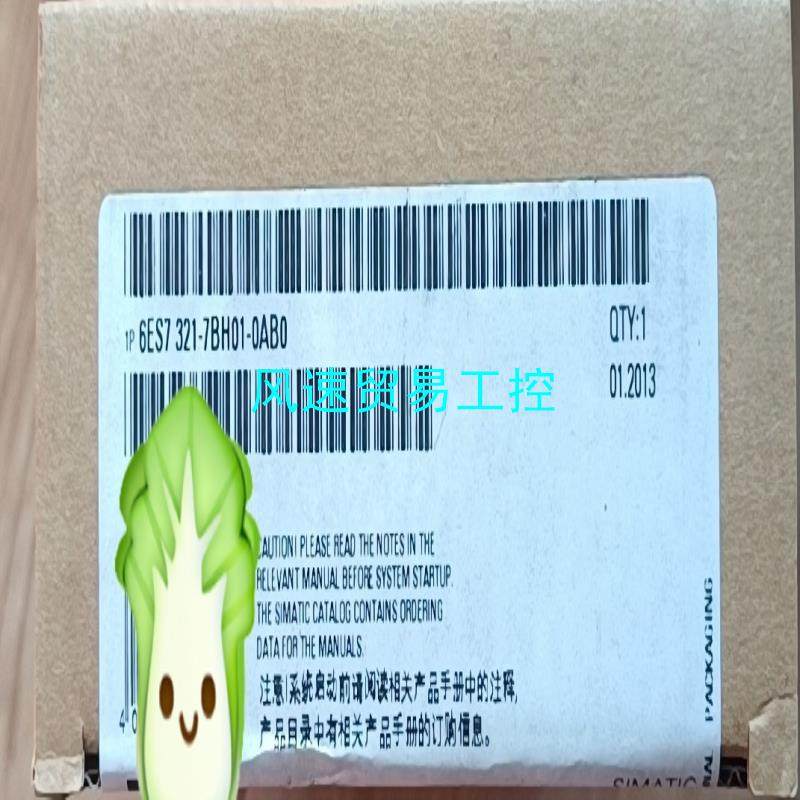 1P 6ES7 321-7BH01-0AB0
QTY:1
01.2013
风速贸易工控
CAUTION! PLEASE READ THE NOTES IN THE
RELEVANT MANUAL BEFORE SYSTEM STARTUP.
THE SIMATIC CATALOG CONTAINS ORDERING
DATA FOR THE MANUALS.
注意!系统启动前请阅读相关产品手册中的注释,
产品目录中有相关产品手册的订购信息。
PACKAGING
SIMATIC